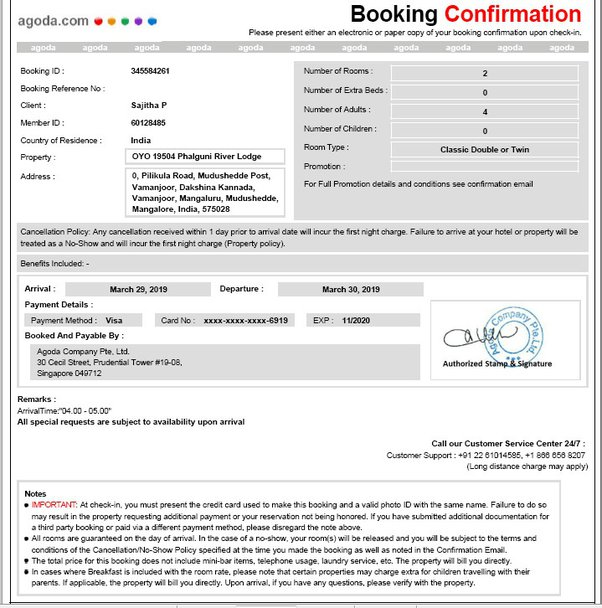 agoda.com
Booking Confirmation
Please present either an electronic or paper copy of your booking confirmation upon check-in.
agoda agoda agoda agoda agoda agoda agoda agoda agoda agoda agoda
Booking ID : 345584261
Booking Reference No :
Client : Sajitha P
Member ID : 60128485
Country of Residence : India
Property : OYO 19504 Phalguni River Lodge
Address : 0, Pilikula Road, Mudushedde Post,
Vamanjoor, Dakshina Kannada,
Vamanjoor, Mangaluru, Mudushedde,
Mangalore, India, 575028
Number of Rooms : 2
Number of Extra Beds : 0
Number of Adults : 4
Number of Children : 0
Room Type : Classic Double or Twin
Promotion :
For Full Promotion details and conditions see confirmation email
Cancellation Policy: Any cancellation received within 1 day prior to arrival date will incur the first night charge. Failure to arrive at your hotel or property will be
treated as a No-Show and will incur the first night charge (Property policy).
Benefits Included: -
Arrival : March 29, 2019 Departure : March 30, 2019
Payment Details :
Payment Method : Visa Card No : xxxx-xxxx-xxxx-6919 EXP : 11/2020
Booked And Payable By :
Agoda Company Pte, Ltd.
30 Cecil Street, Prudential Tower #19-08,
Singapore 049712
Agoda Company Pte.Ltd.
Authorized Stamp & Signature
Remarks :
ArrivalTime:"04.00 - 05.00"
All special requests are subject to availability upon arrival
Call our Customer Service Center 24/7 :
Customer Support : +91 22 61014585, +1 866 656 8207
(Long distance charge may apply)
Notes
● IMPORTANT: At check-in, you must present the credit card used to make this booking and a valid photo ID with the same name. Failure to do so
may result in the property requesting additional payment or your reservation not being honored. If you have submitted additional documentation for
a third party booking or paid via a different payment method, please disregard the note above.
● All rooms are guaranteed on the day of arrival. In the case of a no-show, your room(s) will be released and you will be subject to the terms and
conditions of the Cancellation/No-Show Policy specified at the time you made the booking as well as noted in the Confirmation Email.
● The total price for this booking does not include mini-bar items, telephone usage, laundry service, etc. The property will bill you directly.
● In cases where Breakfast is included with the room rate, please note that certain properties may charge extra for children travelling with their
parents. If applicable, the property will bill you directly. Upon arrival, if you have any questions, please verify with the property.